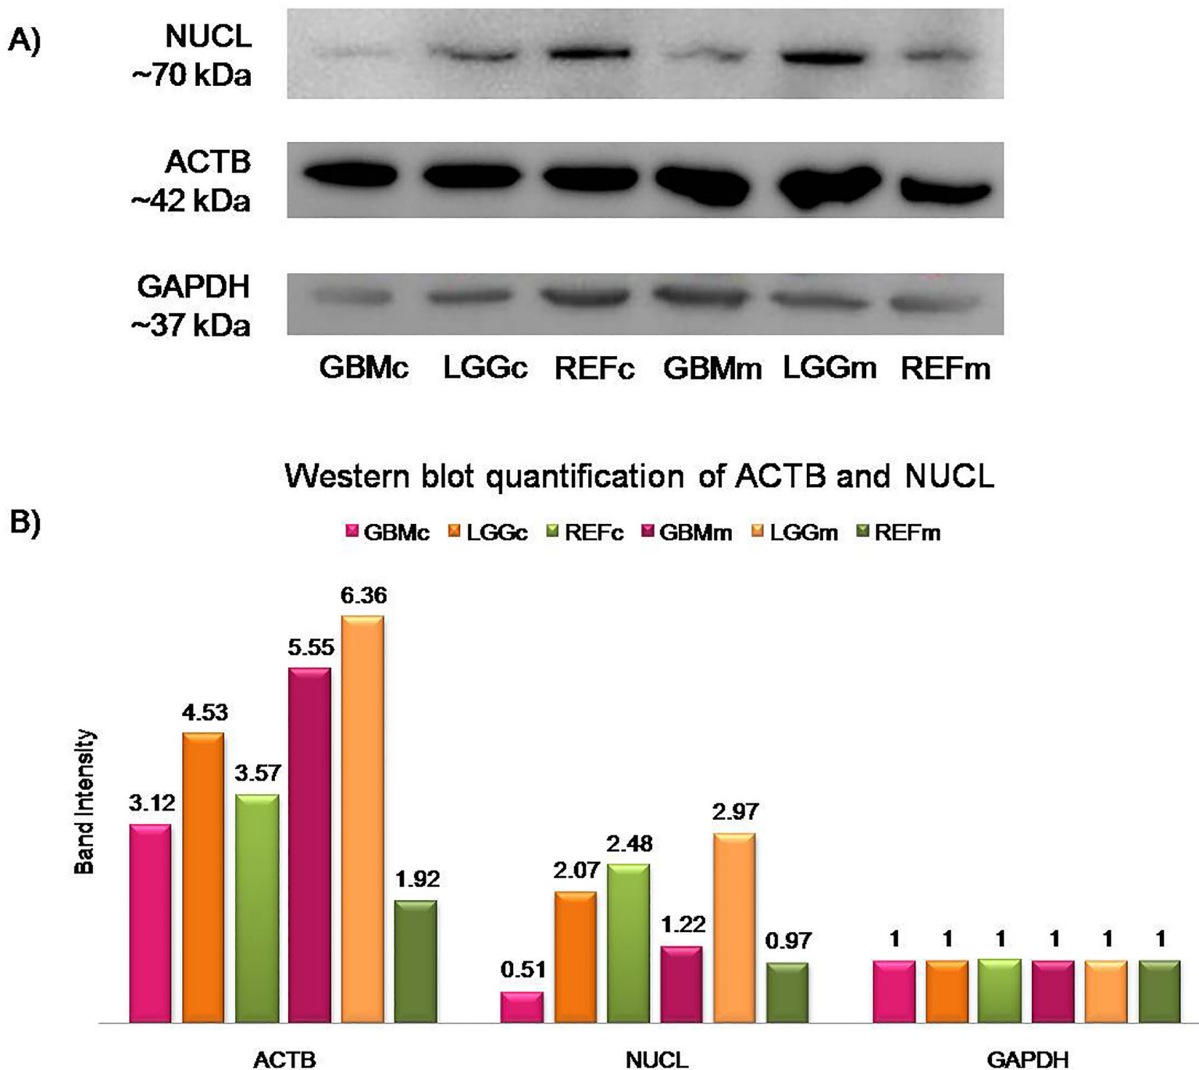 A)
NUCL
~70 kDa
ACTB
~42 kDa
GAPDH
~37 kDa
GBMc LGGc REFc GBMm LGGm REFm
Western blot quantification of ACTB and NUCL
B)
GBMc LGGc REFc GBMm LGGm REFm
Band Intensity
3.12 4.53 3.57 5.55 6.36 1.92
0.51 2.07 2.48 1.22 2.97 0.97
1 1 1 1 1 1
ACTB NUCL GAPDH